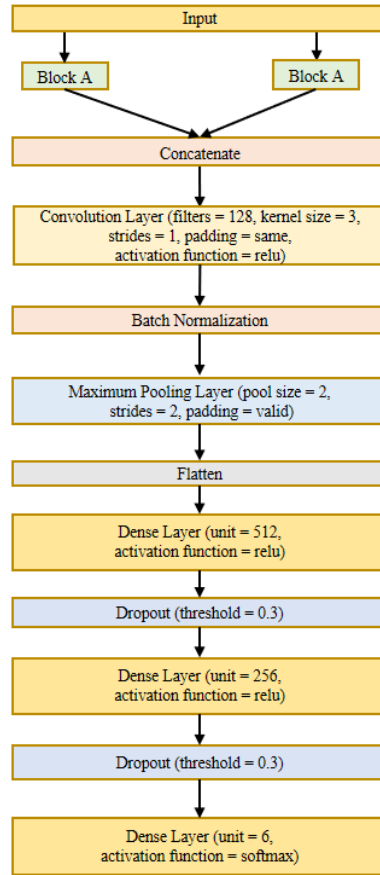 Input
Block A
Block A
Concatenate
Convolution Layer (filters = 128, kernel size = 3,
strides = 1, padding = same,
activation function = relu)
Batch Normalization
Maximum Pooling Layer (pool size = 2,
strides = 2, padding = valid)
Flatten
Dense Layer (unit = 512,
activation function = relu)
Dropout (threshold = 0.3)
Dense Layer (unit = 256,
activation function = relu)
Dropout (threshold = 0.3)
Dense Layer (unit = 6,
activation function = softmax)